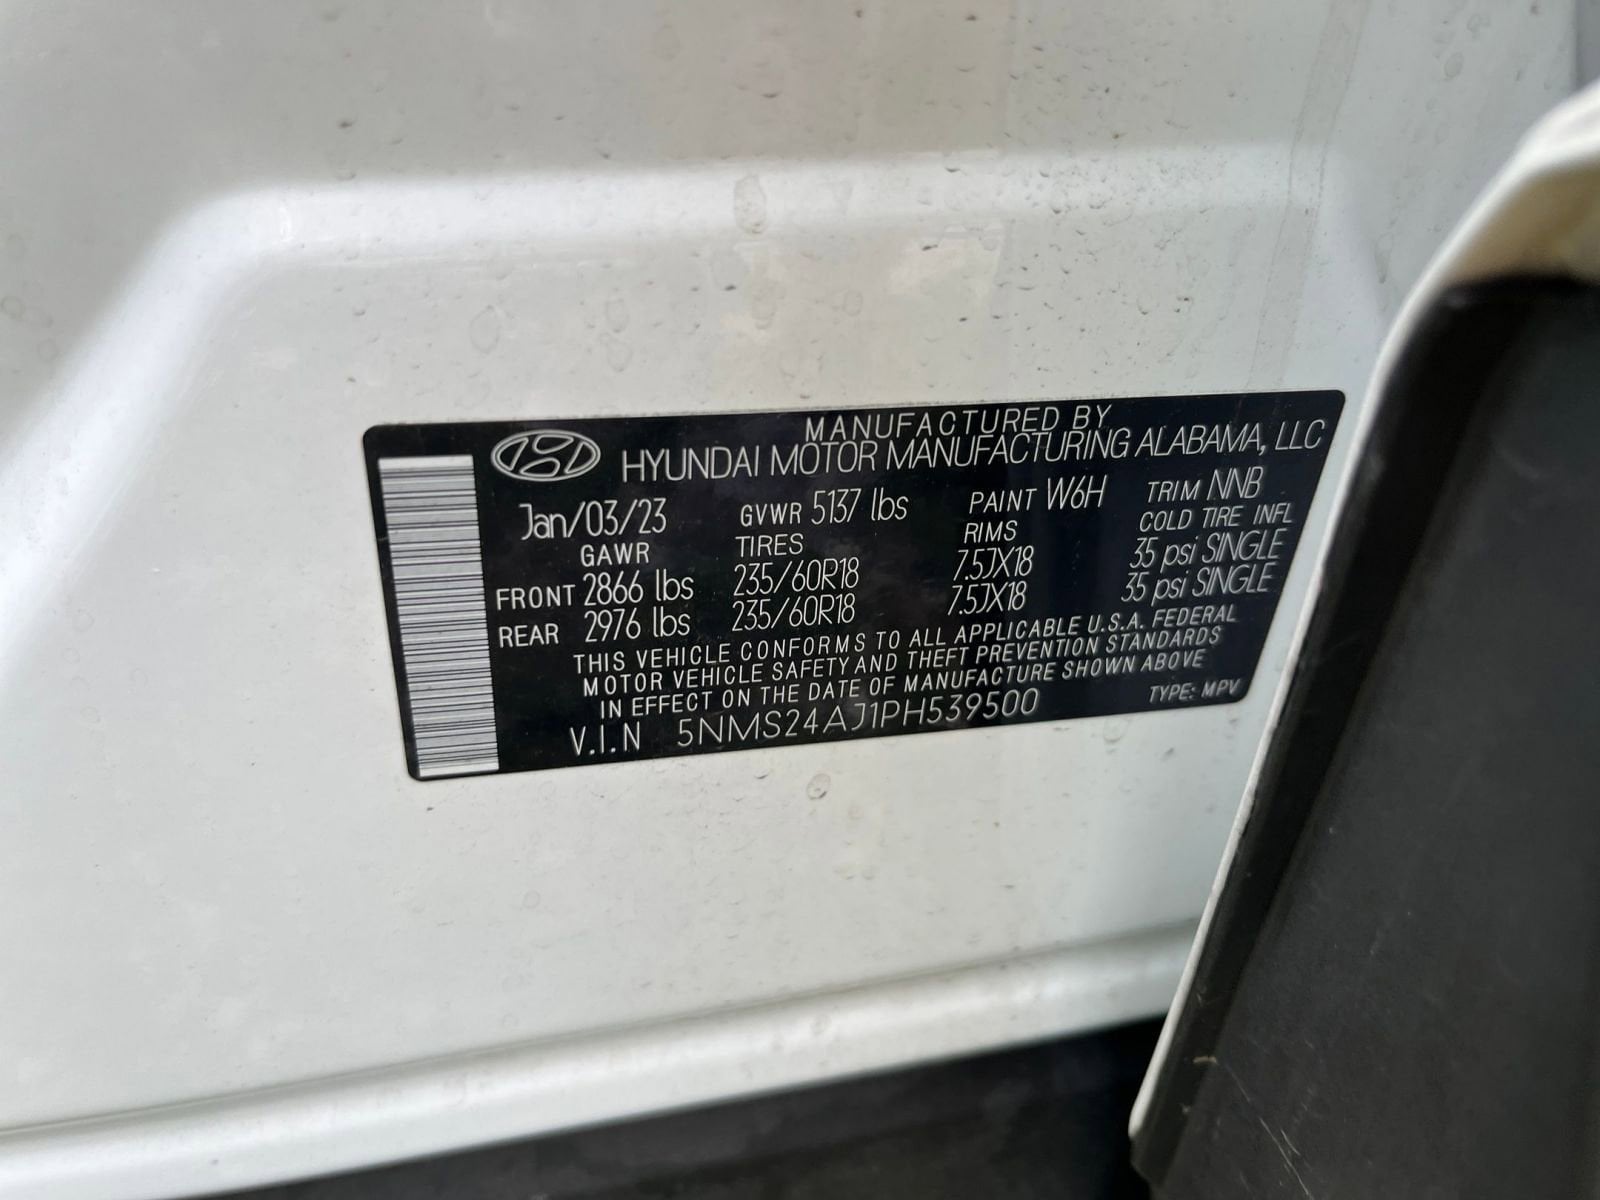 MANUFACTURED BY
HYUNDAI MOTOR MANUFACTURING ALABAMA, LLC
Jan/03/23 GVWR 5137 lbs PAINT W6H TRIM NNB
GAWR TIRES RIMS COLD TIRE INFL
FRONT 2866 lbs 235/60R18 7.5JX18 35 psi SINGLE
REAR 2976 lbs 235/60R18 7.5JX18 35 psi SINGLE
THIS VEHICLE CONFORMS TO ALL APPLICABLE U.S.A. FEDERAL
MOTOR VEHICLE SAFETY AND THEFT PREVENTION STANDARDS
IN EFFECT ON THE DATE OF MANUFACTURE SHOWN ABOVE
V.I.N 5NMS24AJ1PH539500 TYPE: MPV